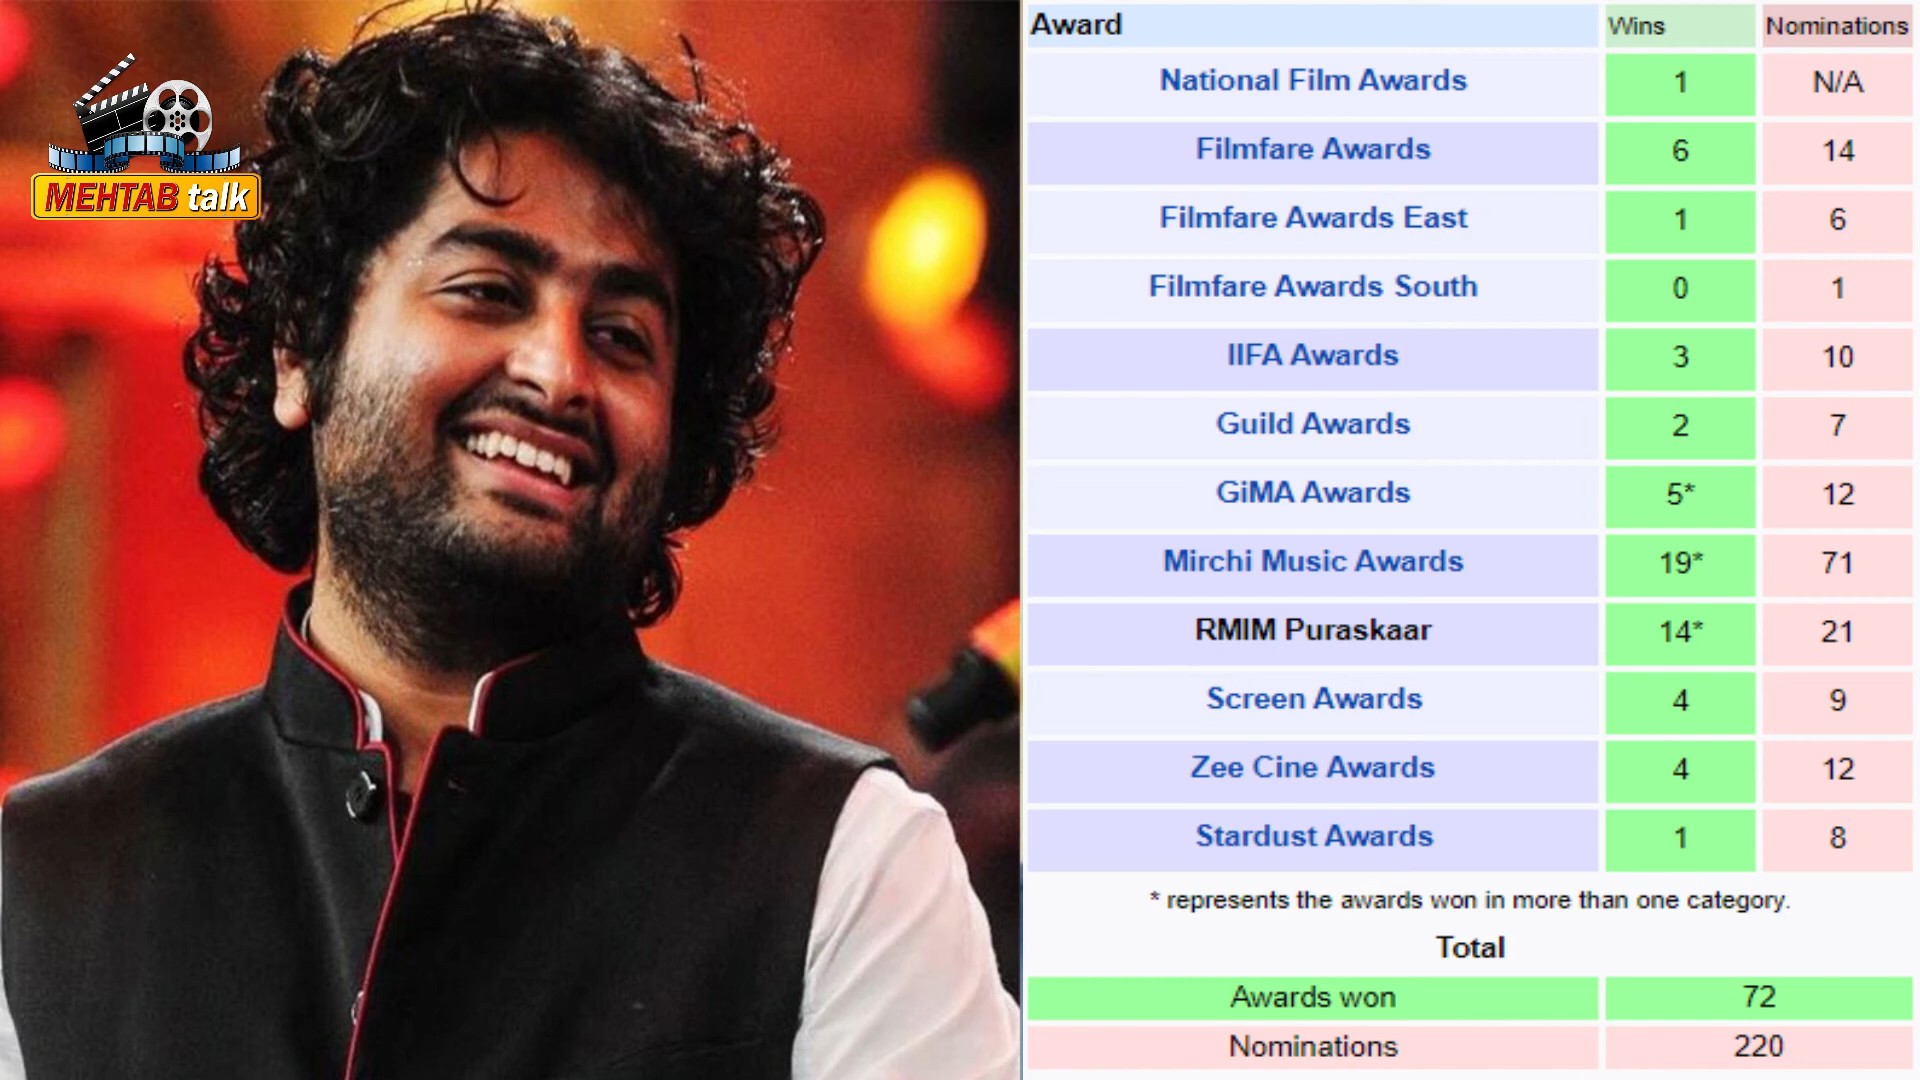 MEHTAB talk
Award Wins Nominations
National Film Awards 1 N/A
Filmfare Awards 6 14
Filmfare Awards East 1 6
Filmfare Awards South 0 1
IIFA Awards 3 10
Guild Awards 2 7
GiMA Awards 5* 12
Mirchi Music Awards 19* 71
RMIM Puraskaar 14* 21
Screen Awards 4 9
Zee Cine Awards 4 12
Stardust Awards 1 8
* represents the awards won in more than one category.
Total
Awards won 72
Nominations 220